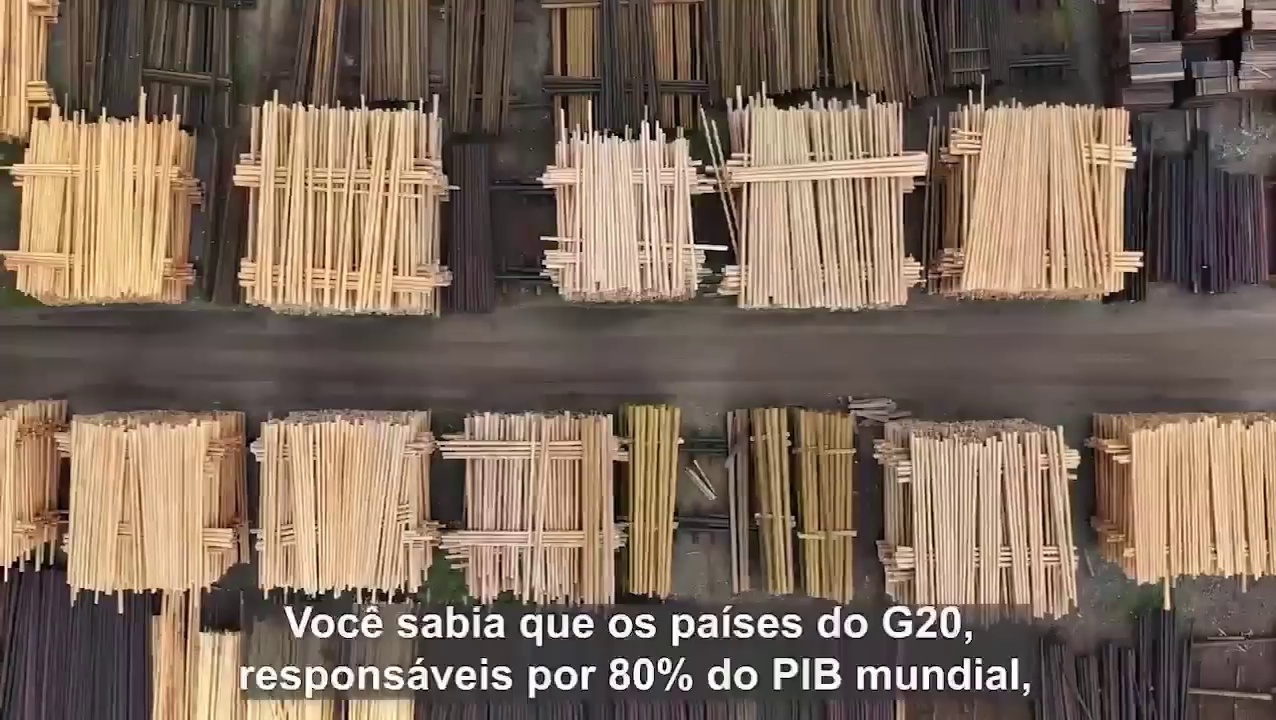 Você sabia que os países do G20,
responsáveis por 80% do PIB mundial,